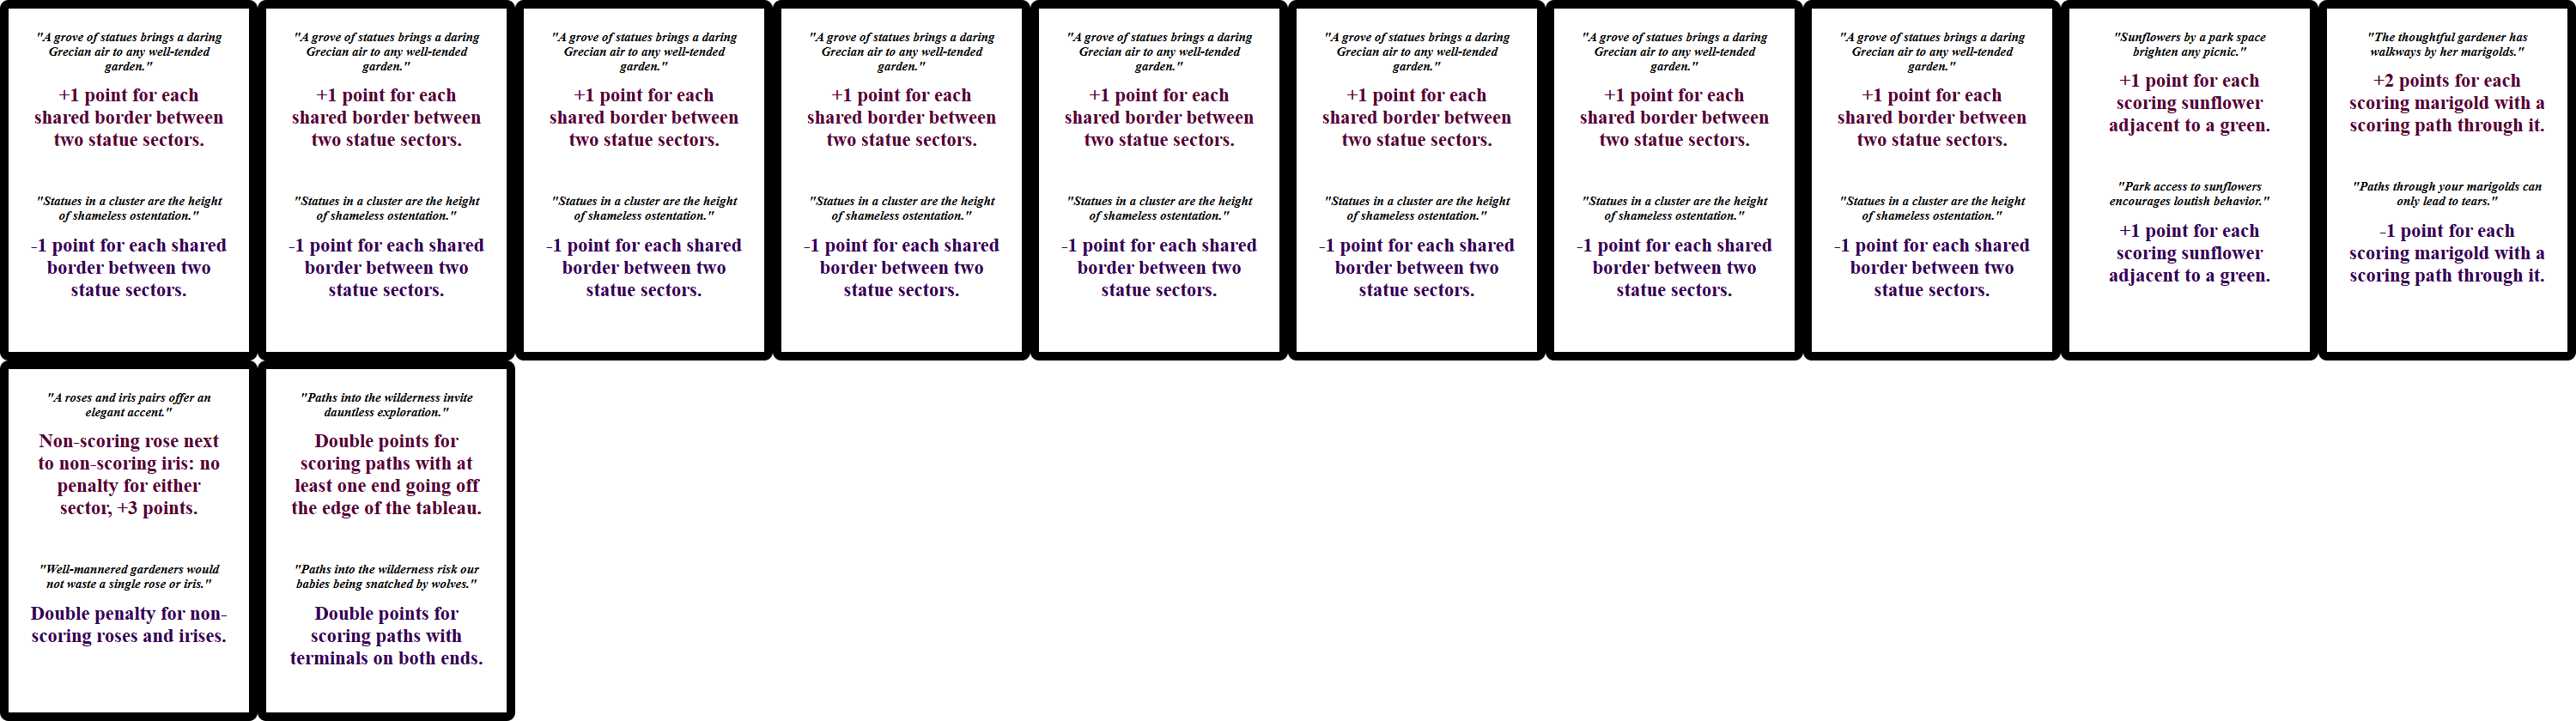 "A grove of statues brings a daring
Grecian air to any well-tended
garden."
+1 point for each
shared border between
two statue sectors.
"Statues in a cluster are the height
of shameless ostentation."
-1 point for each shared
border between two
statue sectors.
"A grove of statues brings a daring
Grecian air to any well-tended
garden."
+1 point for each
shared border between
two statue sectors.
"Statues in a cluster are the height
of shameless ostentation."
-1 point for each shared
border between two
statue sectors.
"A grove of statues brings a daring
Grecian air to any well-tended
garden."
+1 point for each
shared border between
two statue sectors.
"Statues in a cluster are the height
of shameless ostentation."
-1 point for each shared
border between two
statue sectors.
"A grove of statues brings a daring
Grecian air to any well-tended
garden."
+1 point for each
shared border between
two statue sectors.
"Statues in a cluster are the height
of shameless ostentation."
-1 point for each shared
border between two
statue sectors.
"A grove of statues brings a daring
Grecian air to any well-tended
garden."
+1 point for each
shared border between
two statue sectors.
"Statues in a cluster are the height
of shameless ostentation."
-1 point for each shared
border between two
statue sectors.
"A grove of statues brings a daring
Grecian air to any well-tended
garden."
+1 point for each
shared border between
two statue sectors.
"Statues in a cluster are the height
of shameless ostentation."
-1 point for each shared
border between two
statue sectors.
"A grove of statues brings a daring
Grecian air to any well-tended
garden."
+1 point for each
shared border between
two statue sectors.
"Statues in a cluster are the height
of shameless ostentation."
-1 point for each shared
border between two
statue sectors.
"A grove of statues brings a daring
Grecian air to any well-tended
garden."
+1 point for each
shared border between
two statue sectors.
"Statues in a cluster are the height
of shameless ostentation."
-1 point for each shared
border between two
statue sectors.
"Sunflowers by a park space
brighten any picnic."
+1 point for each
scoring sunflower
adjacent to a green.
"Park access to sunflowers
encourages loutish behavior."
+1 point for each
scoring sunflower
adjacent to a green.
"The thoughtful gardener has
walkways by her marigolds."
+2 points for each
scoring marigold with a
scoring path through it.
"Paths through your marigolds can
only lead to tears."
-1 point for each
scoring marigold with a
scoring path through it.
"A roses and iris pairs offer an
elegant accent."
Non-scoring rose next
to non-scoring iris: no
penalty for either
sector, +3 points.
"Well-mannered gardeners would
not waste a single rose or iris."
Double penalty for non-
scoring roses and irises.
"Paths into the wilderness invite
dauntless exploration."
Double points for
scoring paths with at
least one end going off
the edge of the tableau.
"Paths into the wilderness risk our
babies being snatched by wolves."
Double points for
scoring paths with
terminals on both ends.